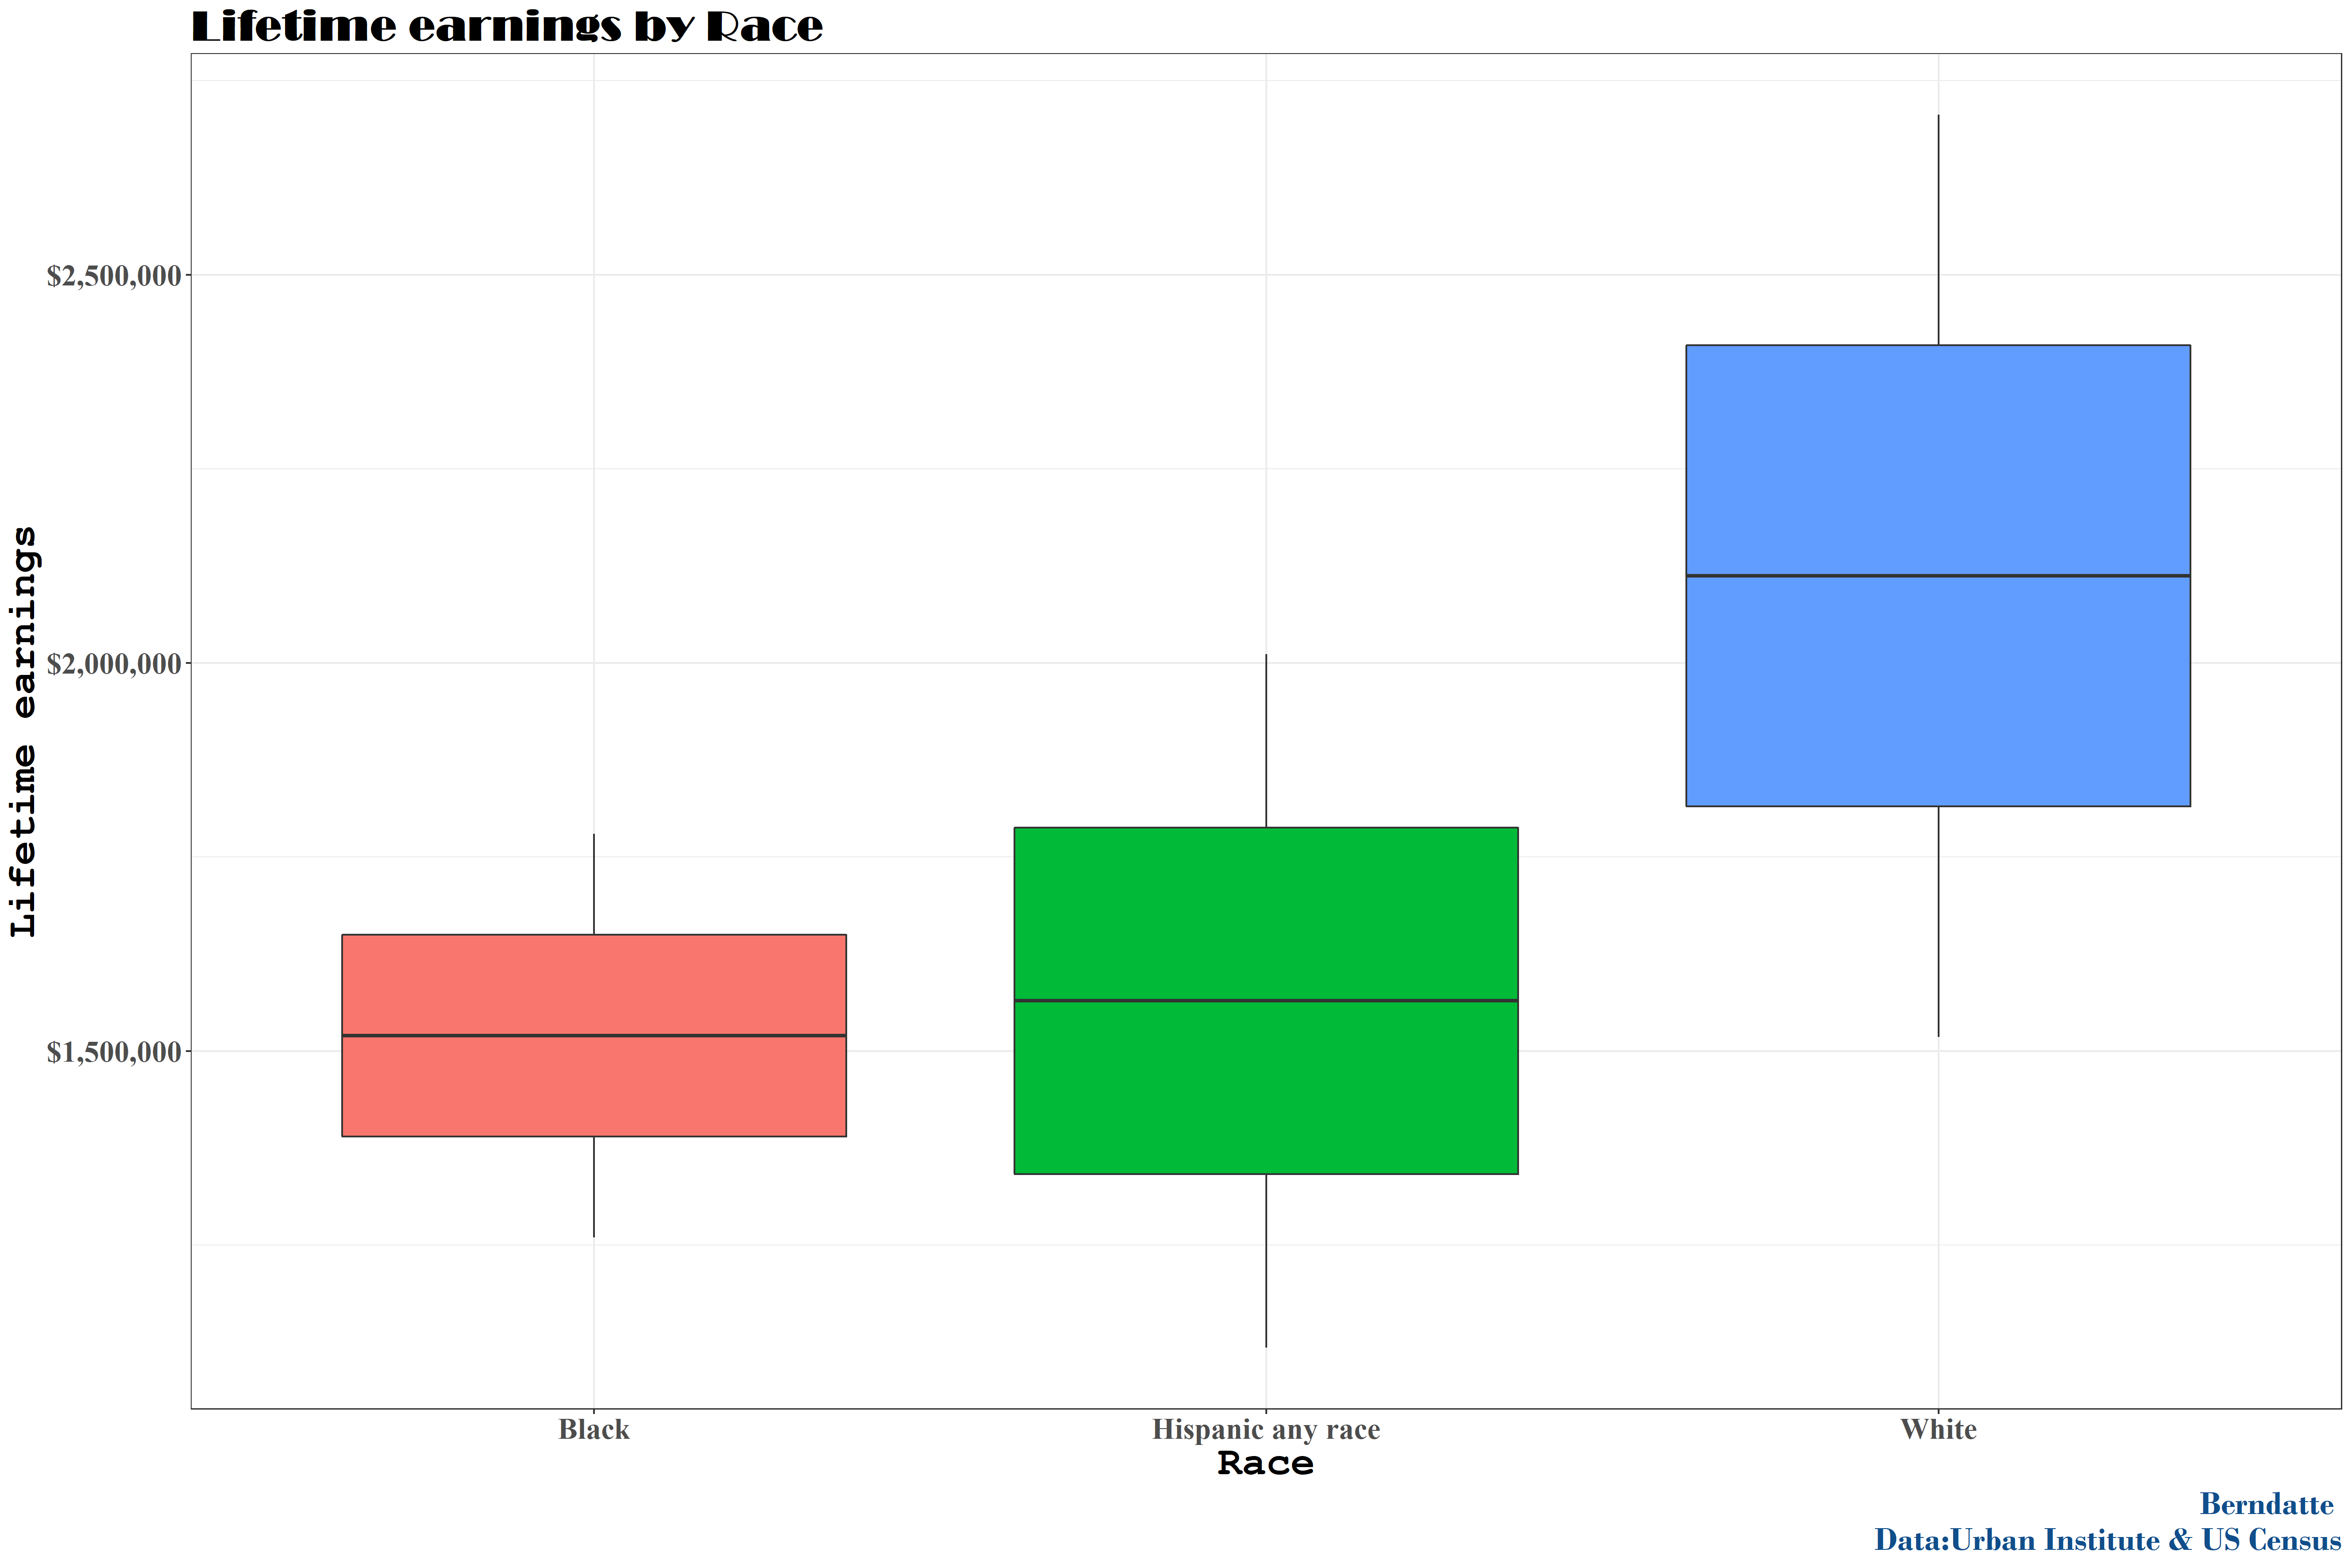 Lifetime earnings by Race
Lifetime earnings
$2,500,000
$2,000,000
$1,500,000
Black
Hispanic any race
White
Race
Berndatte
Data:Urban Institute & US Census